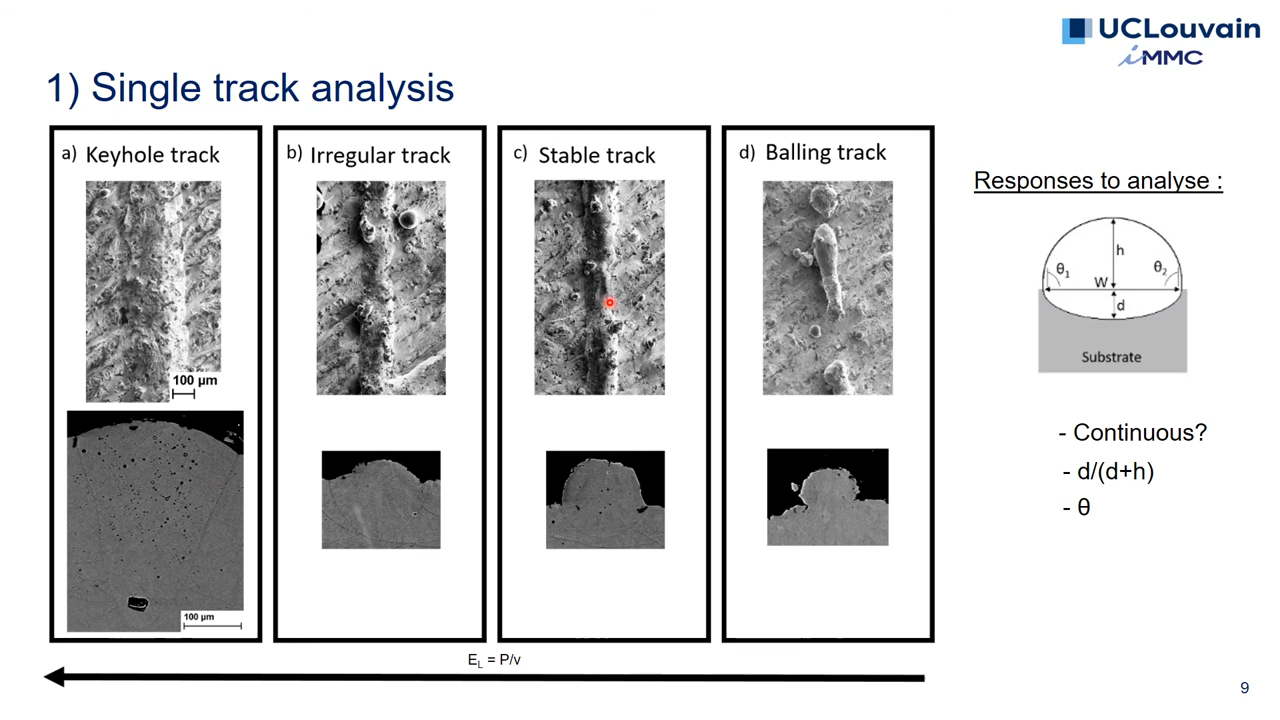 UCLouvain
iMMC
1) Single track analysis
a) Keyhole track
100 µm
100 µm
b) Irregular track
c) Stable track
d) Balling track
E_L = P/v
Responses to analyse :
h
θ₁
θ₂
W
d
Substrate
- Continuous?
- d/(d+h)
- θ
9